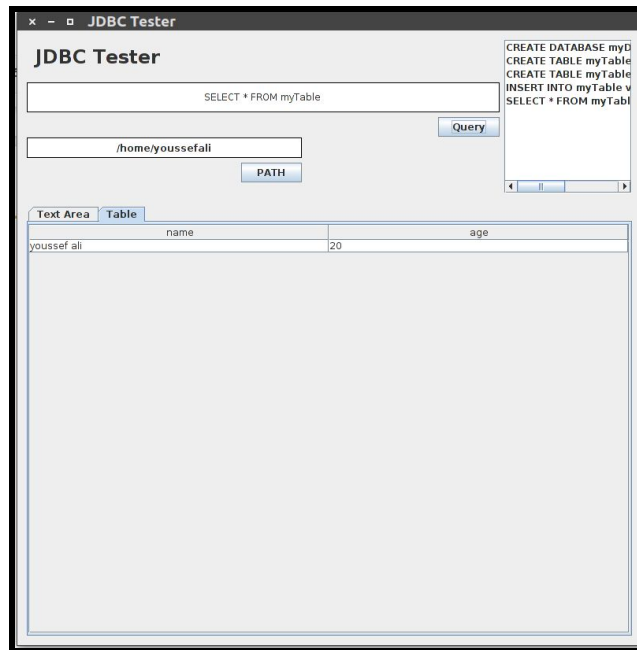 × – □ JDBC Tester
JDBC Tester
SELECT * FROM myTable
Query
/home/youssefali
PATH
CREATE DATABASE myD
CREATE TABLE myTable
CREATE TABLE myTable
INSERT INTO myTable v
SELECT * FROM myTabl
Text Area Table
name age
youssef ali 20